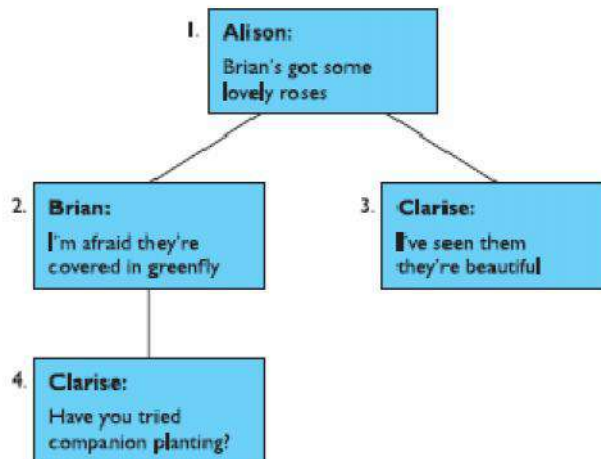 1. Alison:
Brian's got some
lovely roses
2. Brian:
I'm afraid they're
covered in greenfly
3. Clarise:
I've seen them
they're beautiful
4. Clarise:
Have you tried
companion planting?